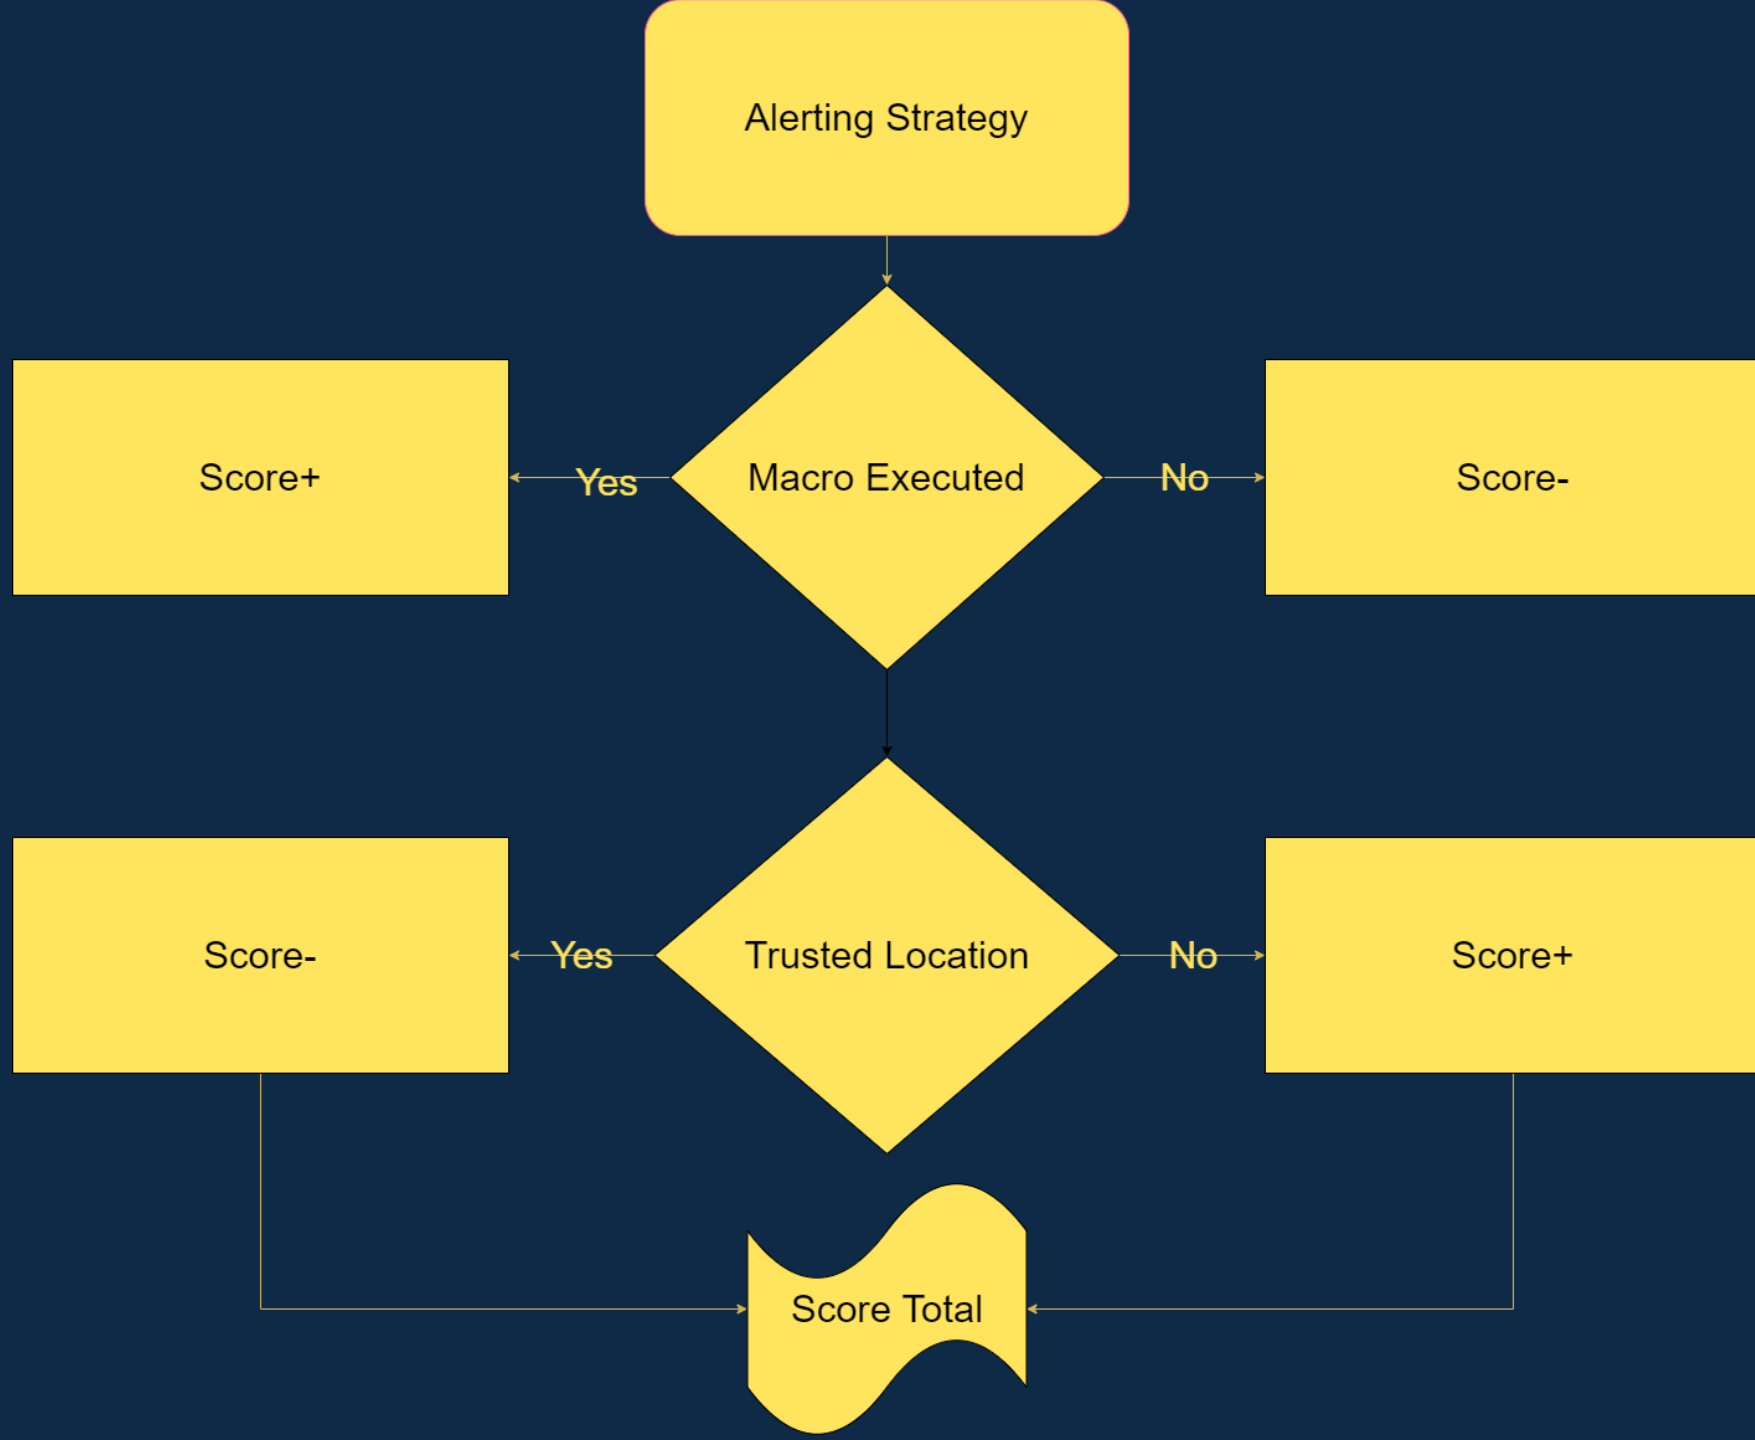 Alerting Strategy
Score+
Yes
Macro Executed
No
Score-
Score-
Yes
Trusted Location
No
Score+
Score Total